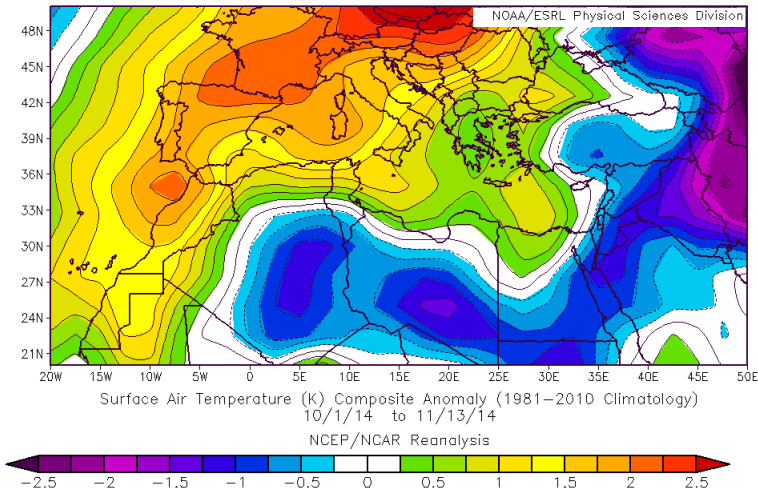 NOAA/ESRL Physical Sciences Division
48N
45N
42N
39N
36N
33N
30N
27N
24N
21N
20W 15W 10W 5W 0 5E 10E 15E 20E 25E 30E 35E 40E 45E 50E
Surface Air Temperature (K) Composite Anomaly (1981−2010 Climatology)
10/1/14 to 11/13/14
NCEP/NCAR Reanalysis
−2.5 −2 −1.5 −1 −0.5 0 0.5 1 1.5 2 2.5